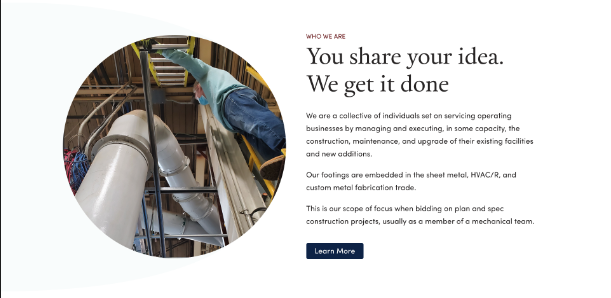 WHO WE ARE
You share your idea.
We get it done
We are a collective of individuals set on servicing operating
businesses by managing and executing, in some capacity, the
construction, maintenance, and upgrade of their existing facilities
and new additions.
Our footings are embedded in the sheet metal, HVAC/R, and
custom metal fabrication trade.
This is our scope of focus when bidding on plan and spec
construction projects, usually as a member of a mechanical team.
Learn More